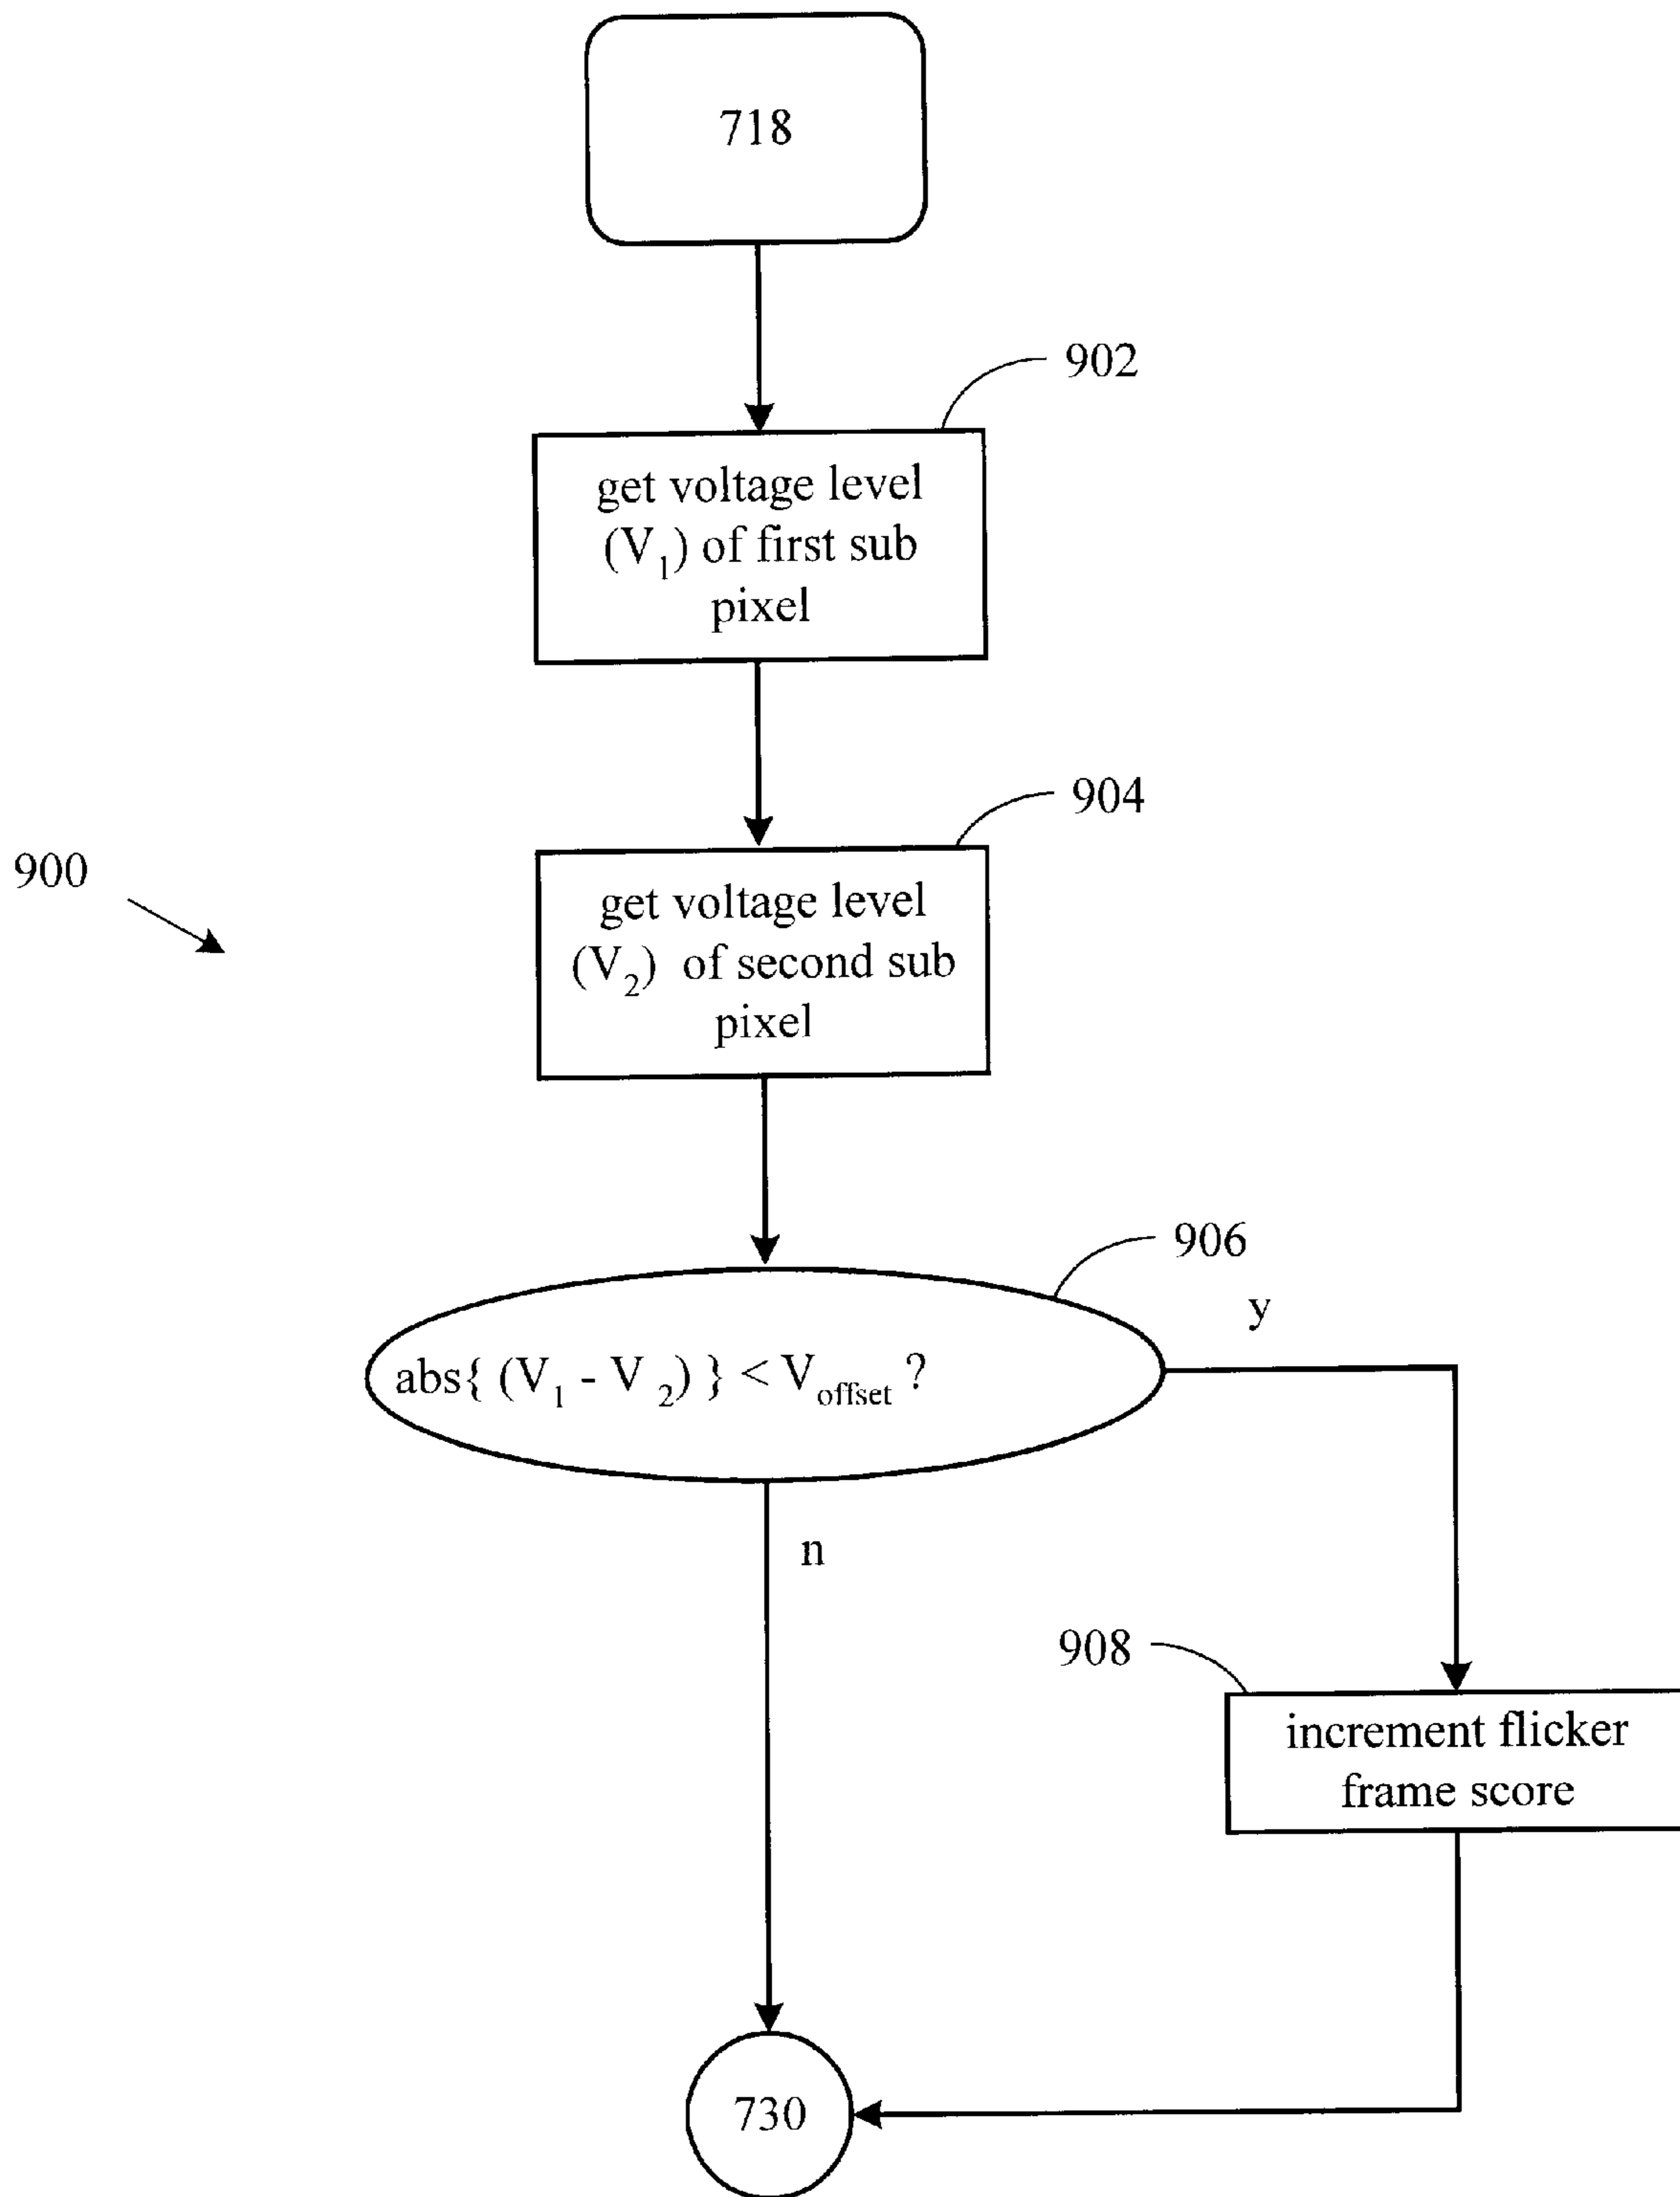 718
902
get voltage level
(V1) of first sub
pixel
904
900
get voltage level
(V2) of second sub
pixel
906
y
abs{ (V1 - V2) } < Voffset ?
n
908
increment flicker
frame score
730